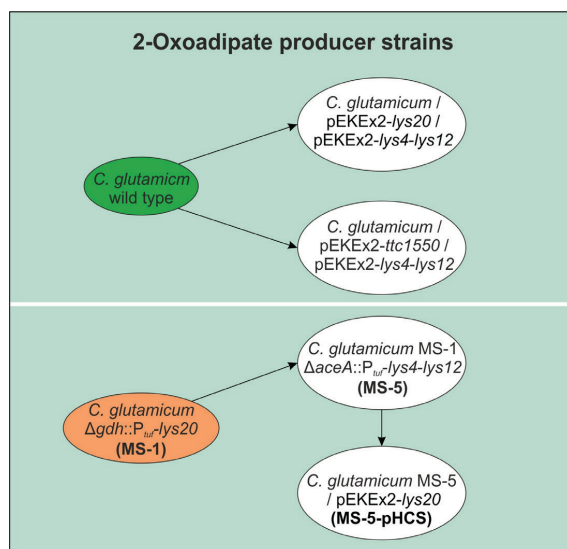 2-Oxoadipate producer strains
C. glutamicum /
pEKEx2-lys20 /
pEKEx2-lys4-lys12
C. glutamicm
wild type
C. glutamicum /
pEKEx2-ttc1550 /
pEKEx2-lys4-lys12
C. glutamicum MS-1
ΔaceA::Ptuf-lys4-lys12
(MS-5)
C. glutamicum
Δgdh::Ptuf-lys20
(MS-1)
C. glutamicum MS-5
/ pEKEx2-lys20
(MS-5-pHCS)